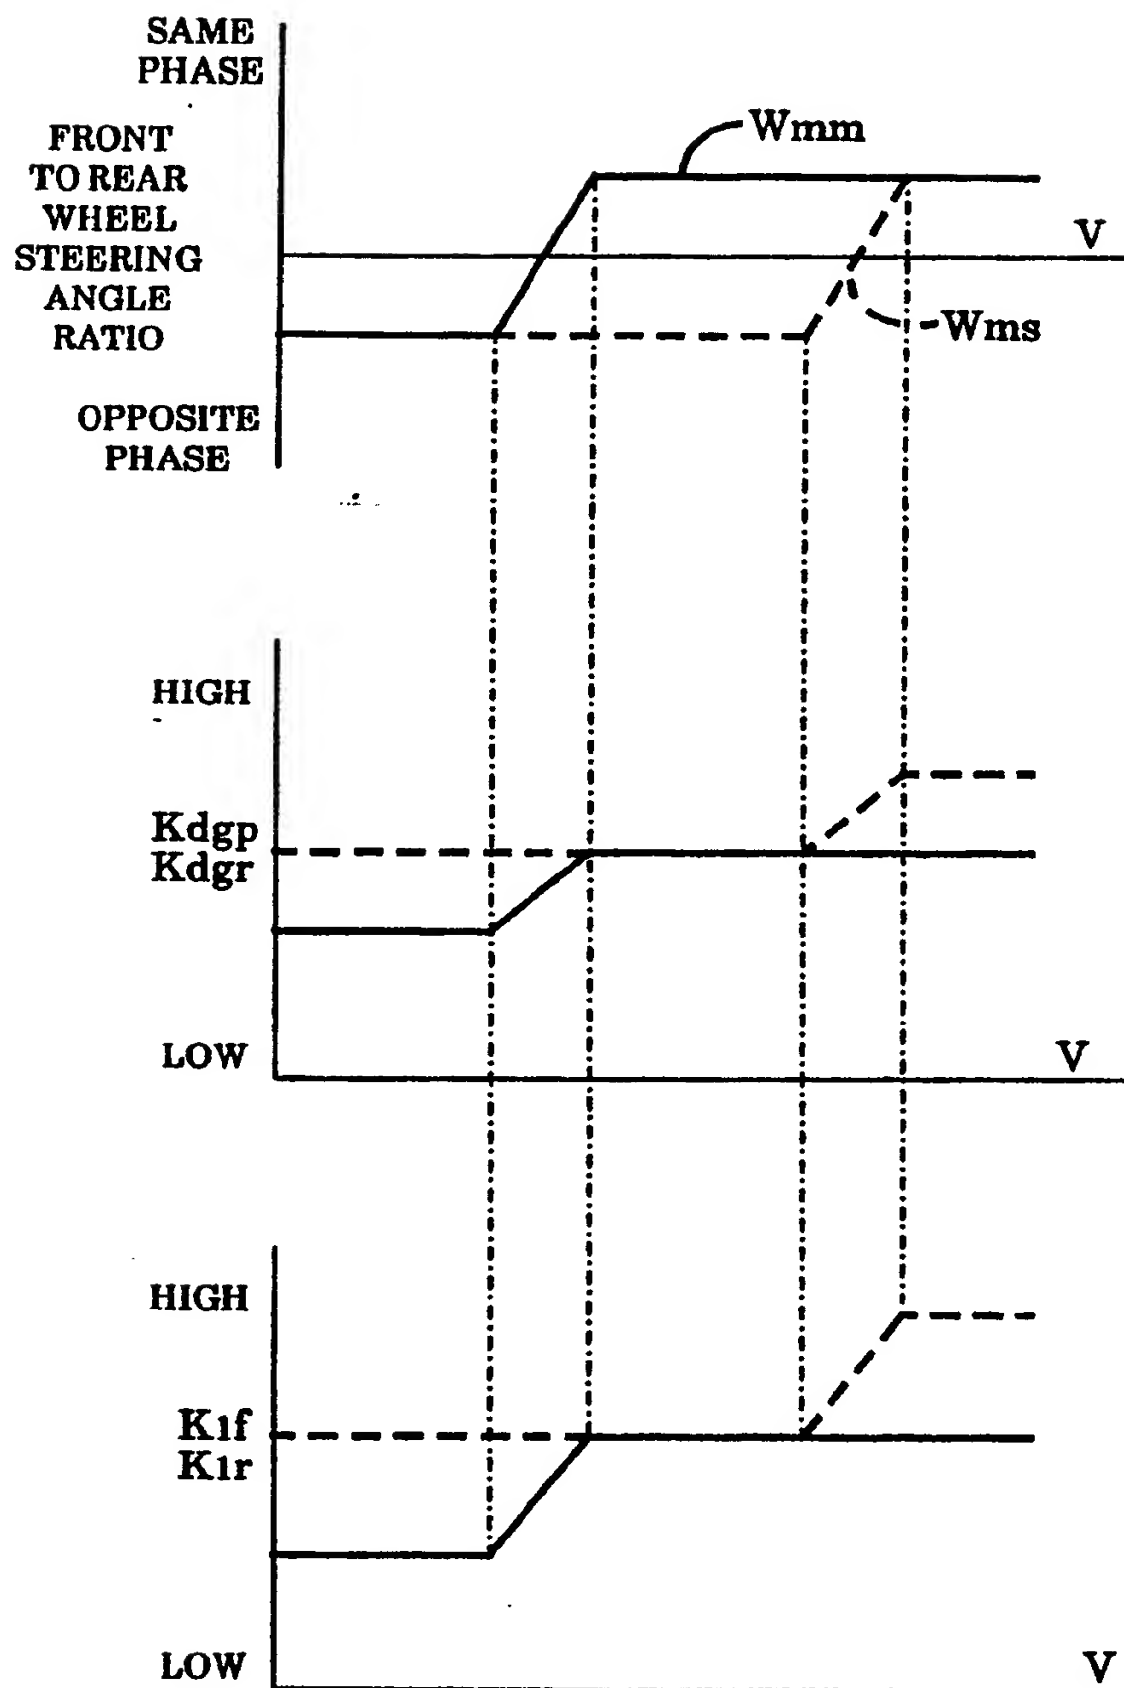 SAME
PHASE
FRONT
TO REAR
WHEEL
STEERING
ANGLE
RATIO
OPPOSITE
PHASE
Wmm
V
Wms
HIGH
Kdgp
Kdgr
LOW
V
HIGH
K1f
K1r
LOW
V